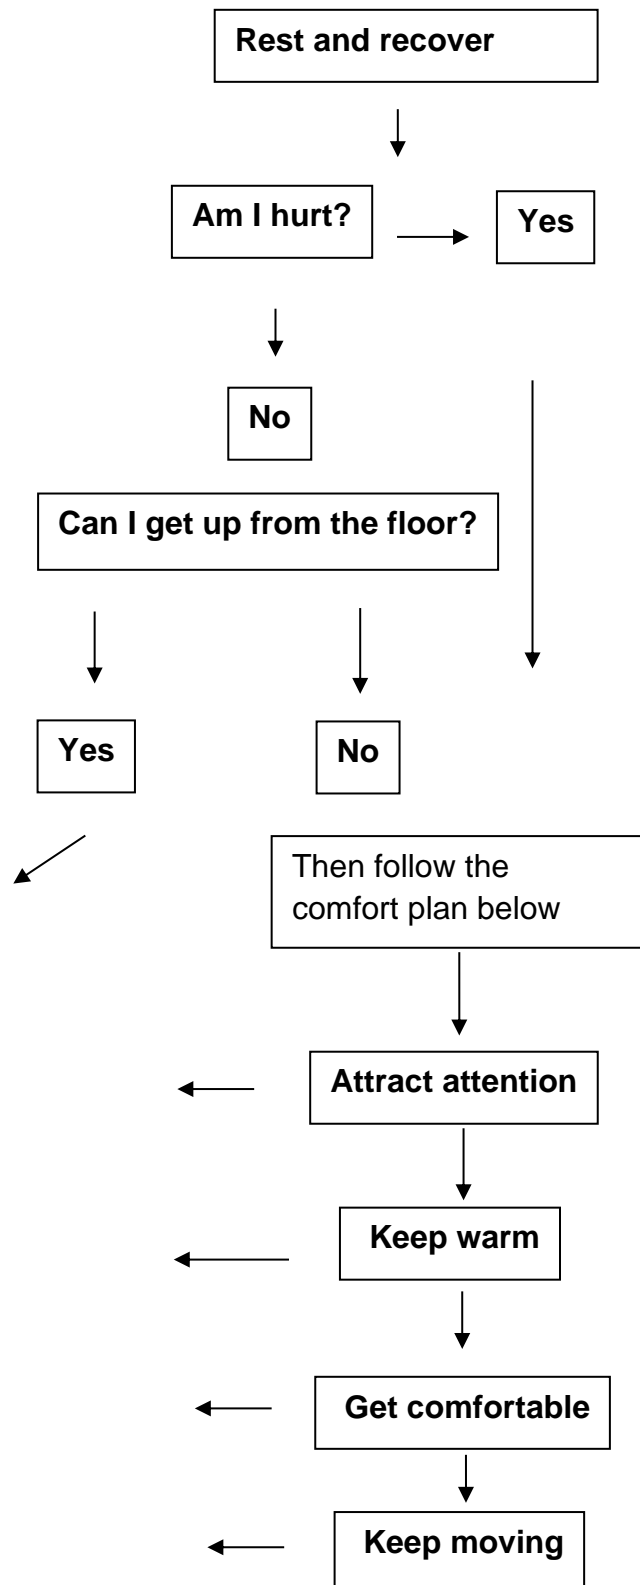 Rest and recover
Am I hurt?
Yes
No
Can I get up from the floor?
Yes
No
Then follow the
comfort plan below
Attract attention
Keep warm
Get comfortable
Keep moving